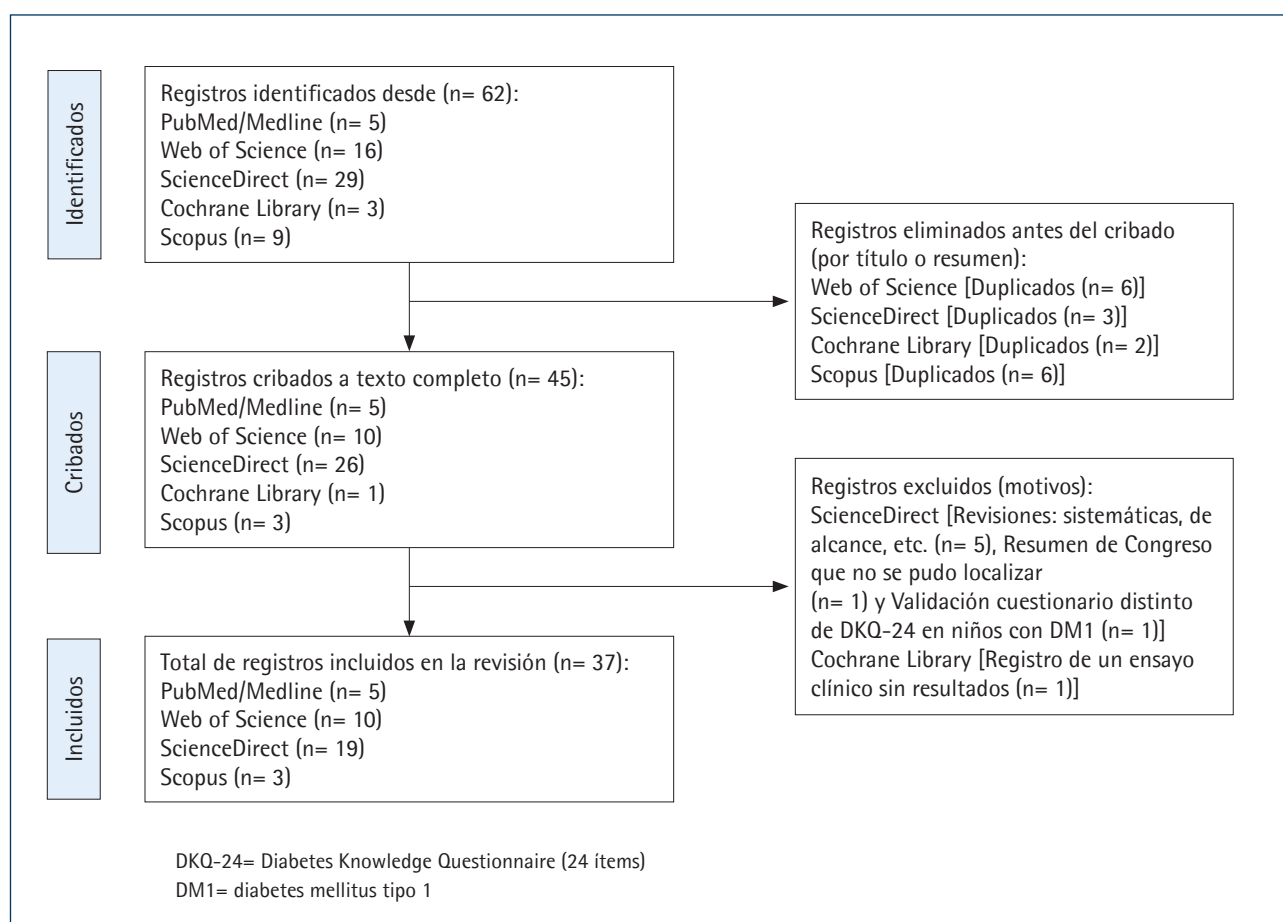 Identificados
Registros identificados desde (n= 62):
PubMed/Medline (n= 5)
Web of Science (n= 16)
ScienceDirect (n= 29)
Cochrane Library (n= 3)
Scopus (n= 9)
Registros eliminados antes del cribado
(por título o resumen):
Web of Science [Duplicados (n= 6)]
ScienceDirect [Duplicados (n= 3)]
Cochrane Library [Duplicados (n= 2)]
Scopus [Duplicados (n= 6)]
Cribados
Registros cribados a texto completo (n= 45):
PubMed/Medline (n= 5)
Web of Science (n= 10)
ScienceDirect (n= 26)
Cochrane Library (n= 1)
Scopus (n= 3)
Registros excluidos (motivos):
ScienceDirect [Revisiones: sistemáticas, de
alcance, etc. (n= 5), Resumen de Congreso
que no se pudo localizar
(n= 1) y Validación cuestionario distinto
de DKQ-24 en niños con DM1 (n= 1)]
Cochrane Library [Registro de un ensayo
clínico sin resultados (n= 1)]
Incluidos
Total de registros incluidos en la revisión (n= 37):
PubMed/Medline (n= 5)
Web of Science (n= 10)
ScienceDirect (n= 19)
Scopus (n= 3)
DKQ-24= Diabetes Knowledge Questionnaire (24 ítems)
DM1= diabetes mellitus tipo 1